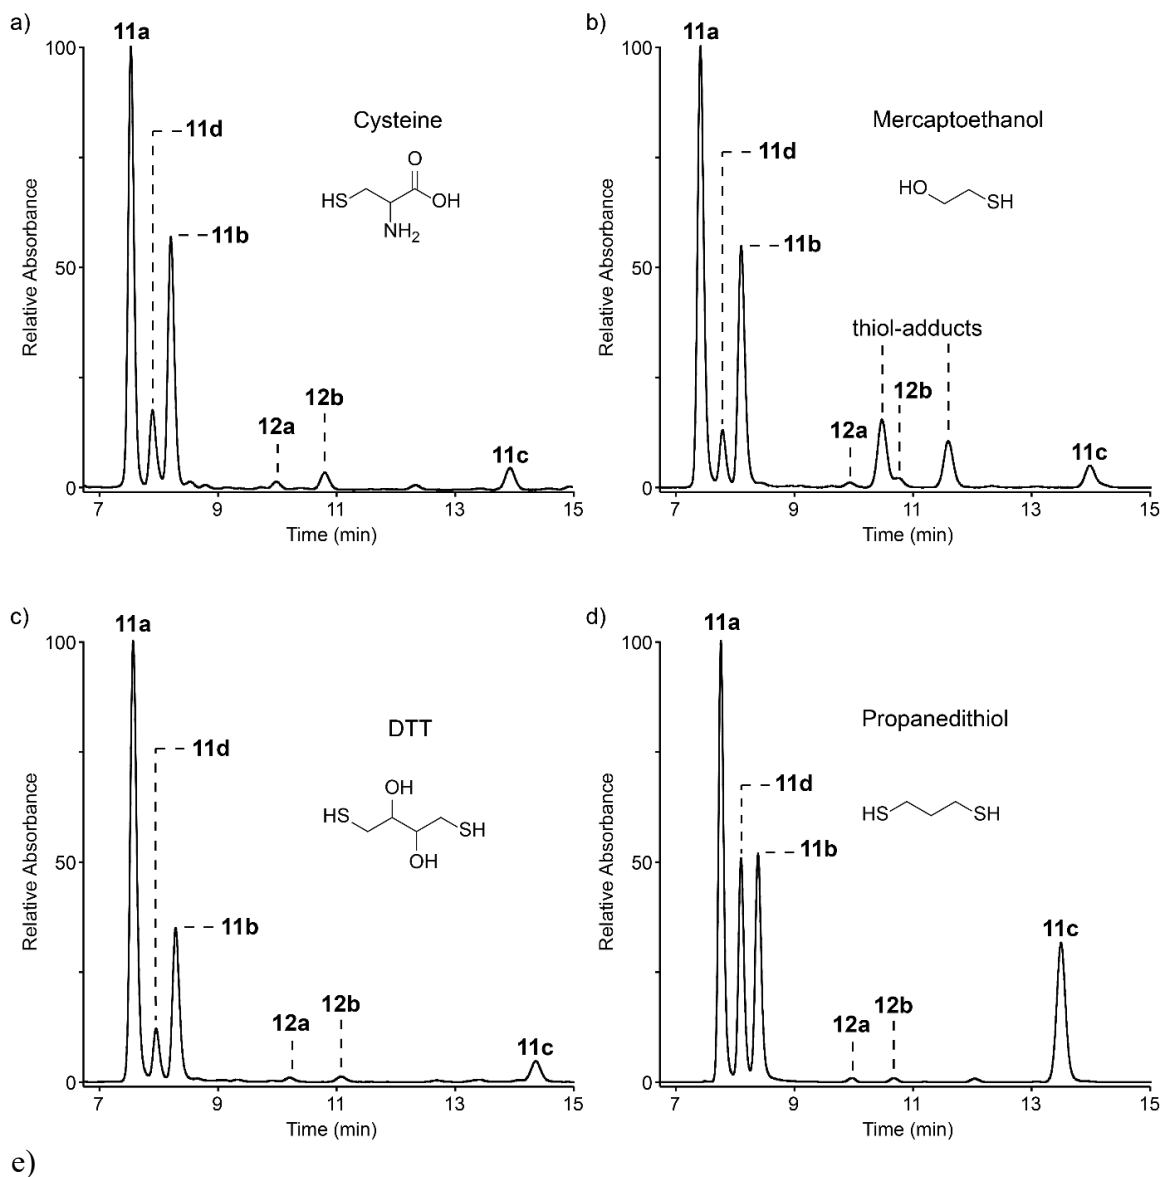 a)
11a
100
11d
Cysteine
O
HS
OH
NH2
11b
50
12a
12b
11c
0
7 9 11 13 15
Time (min)
Relative Absorbance
b)
11a
100
11d
Mercaptoethanol
HO
SH
11b
50
thiol-adducts
12a
12b
11c
0
7 9 11 13 15
Time (min)
Relative Absorbance
c)
11a
100
11d
DTT
OH
HS
SH
OH
11b
50
12a
12b
11c
0
7 9 11 13 15
Time (min)
Relative Absorbance
d)
11a
100
Propanedithiol
11d
HS SH
11b
50
11c
12a
12b
0
7 9 11 13 15
Time (min)
Relative Absorbance
e)